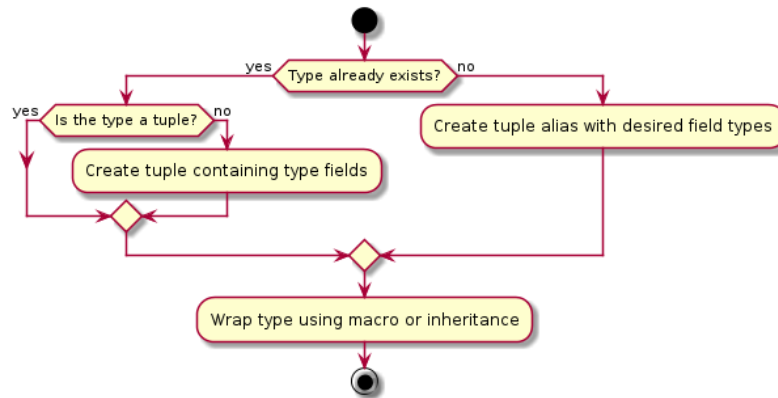 yes
Type already exists?
no
yes
Is the type a tuple?
no
Create tuple alias with desired field types
Create tuple containing type fields
Wrap type using macro or inheritance